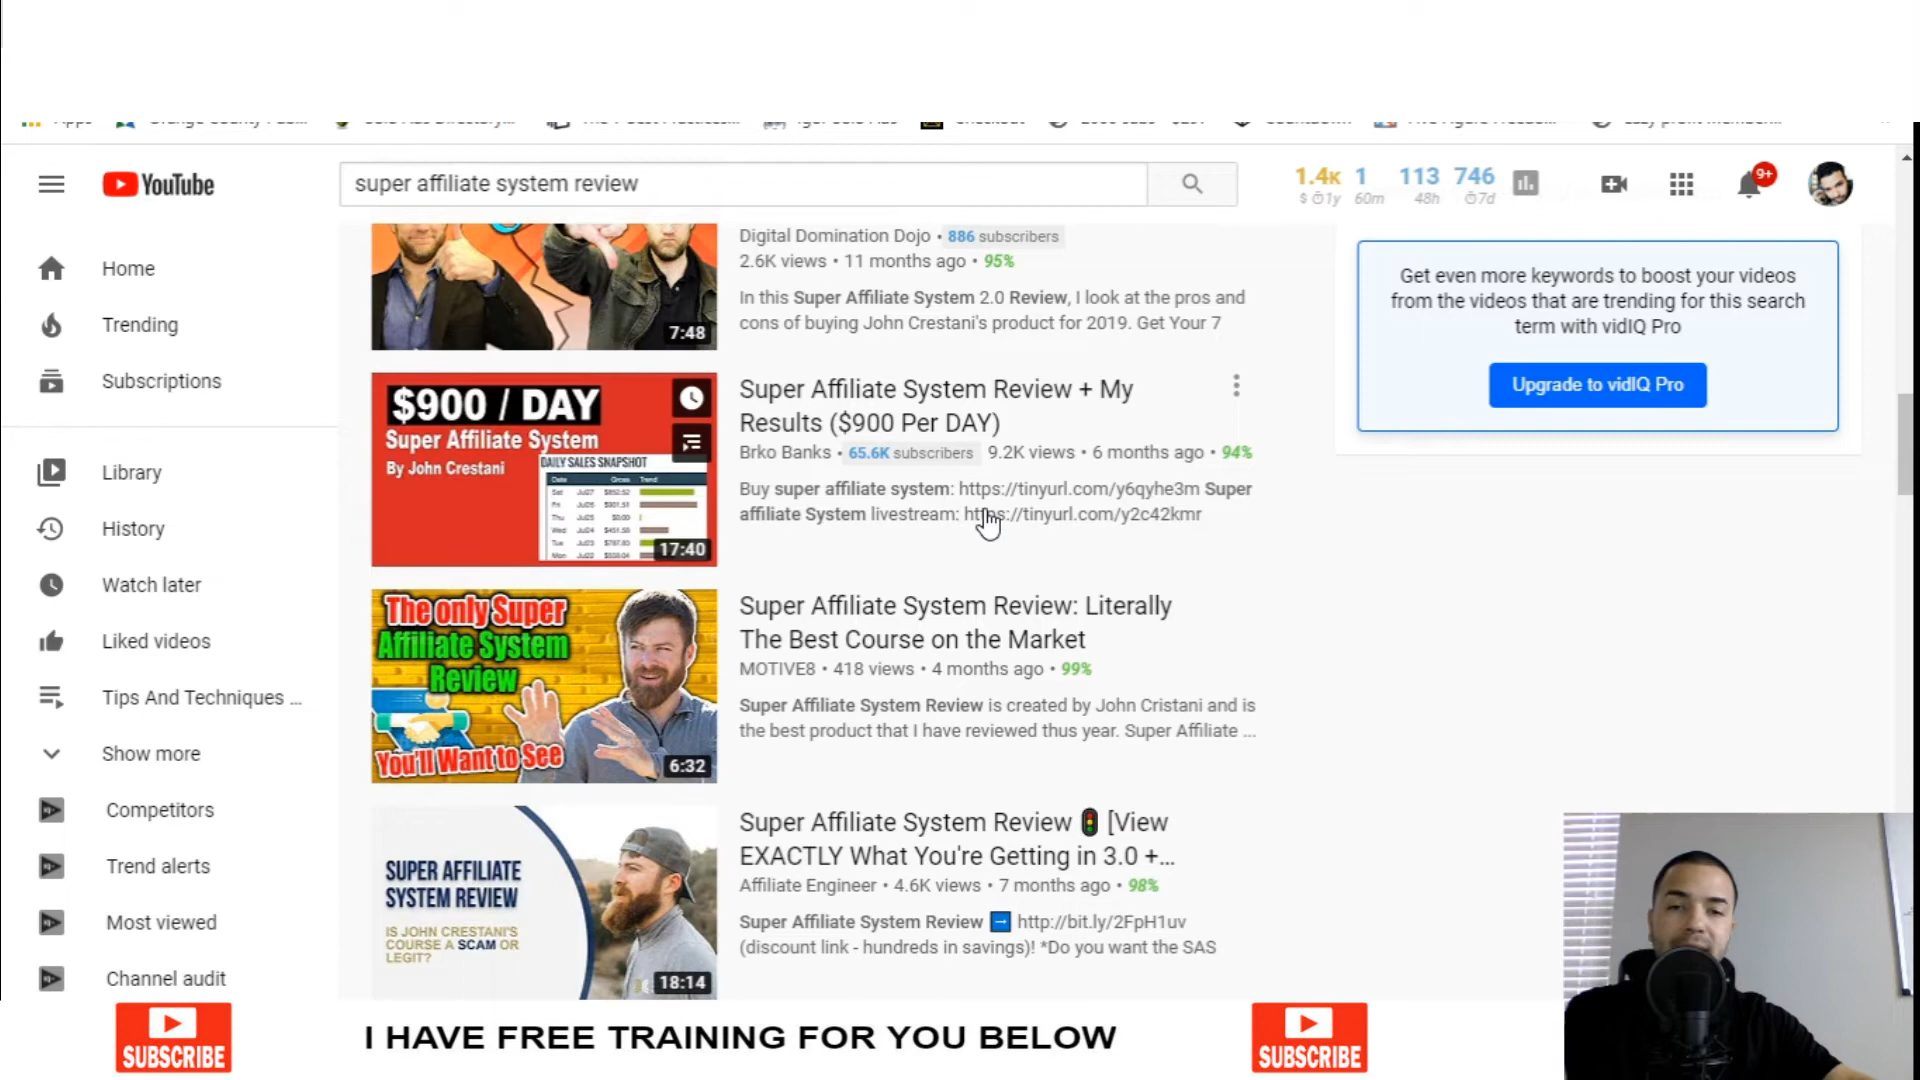 YouTube
super affiliate system review
1.4K 1 113 746
$ 1y 60m 48h 7d
9+
Home
Trending
Subscriptions
Library
History
Watch later
Liked videos
Tips And Techniques ...
Show more
Competitors
Trend alerts
Most viewed
Channel audit
7:48
Digital Domination Dojo • 886 subscribers
2.6K views • 11 months ago • 95%
In this Super Affiliate System 2.0 Review, I look at the pros and
cons of buying John Crestani's product for 2019. Get Your 7
$900 / DAY
Super Affiliate System
By John Crestani
DAILY SALES SNAPSHOT
Date Gross Trend
17:40
Super Affiliate System Review + My
Results ($900 Per DAY)
Brko Banks • 65.6K subscribers 9.2K views • 6 months ago • 94%
Buy super affiliate system: https://tinyurl.com/y6qyhe3m Super
affiliate System livestream: https://tinyurl.com/y2c42kmr
The only Super
Affiliate System
Review
You'll Want to See
6:32
Super Affiliate System Review: Literally
The Best Course on the Market
MOTIVE8 • 418 views • 4 months ago • 99%
Super Affiliate System Review is created by John Cristani and is
the best product that I have reviewed thus year. Super Affiliate ...
SUPER AFFILIATE
SYSTEM REVIEW
IS JOHN CRESTANI'S
COURSE A SCAM OR
LEGIT?
18:14
Super Affiliate System Review 🚦 [View
EXACTLY What You're Getting in 3.0 +...
Affiliate Engineer • 4.6K views • 7 months ago • 98%
Super Affiliate System Review ➡ http://bit.ly/2FpH1uv
(discount link - hundreds in savings)! *Do you want the SAS
Get even more keywords to boost your videos
from the videos that are trending for this search
term with vidIQ Pro
Upgrade to vidIQ Pro
SUBSCRIBE
I HAVE FREE TRAINING FOR YOU BELOW
SUBSCRIBE